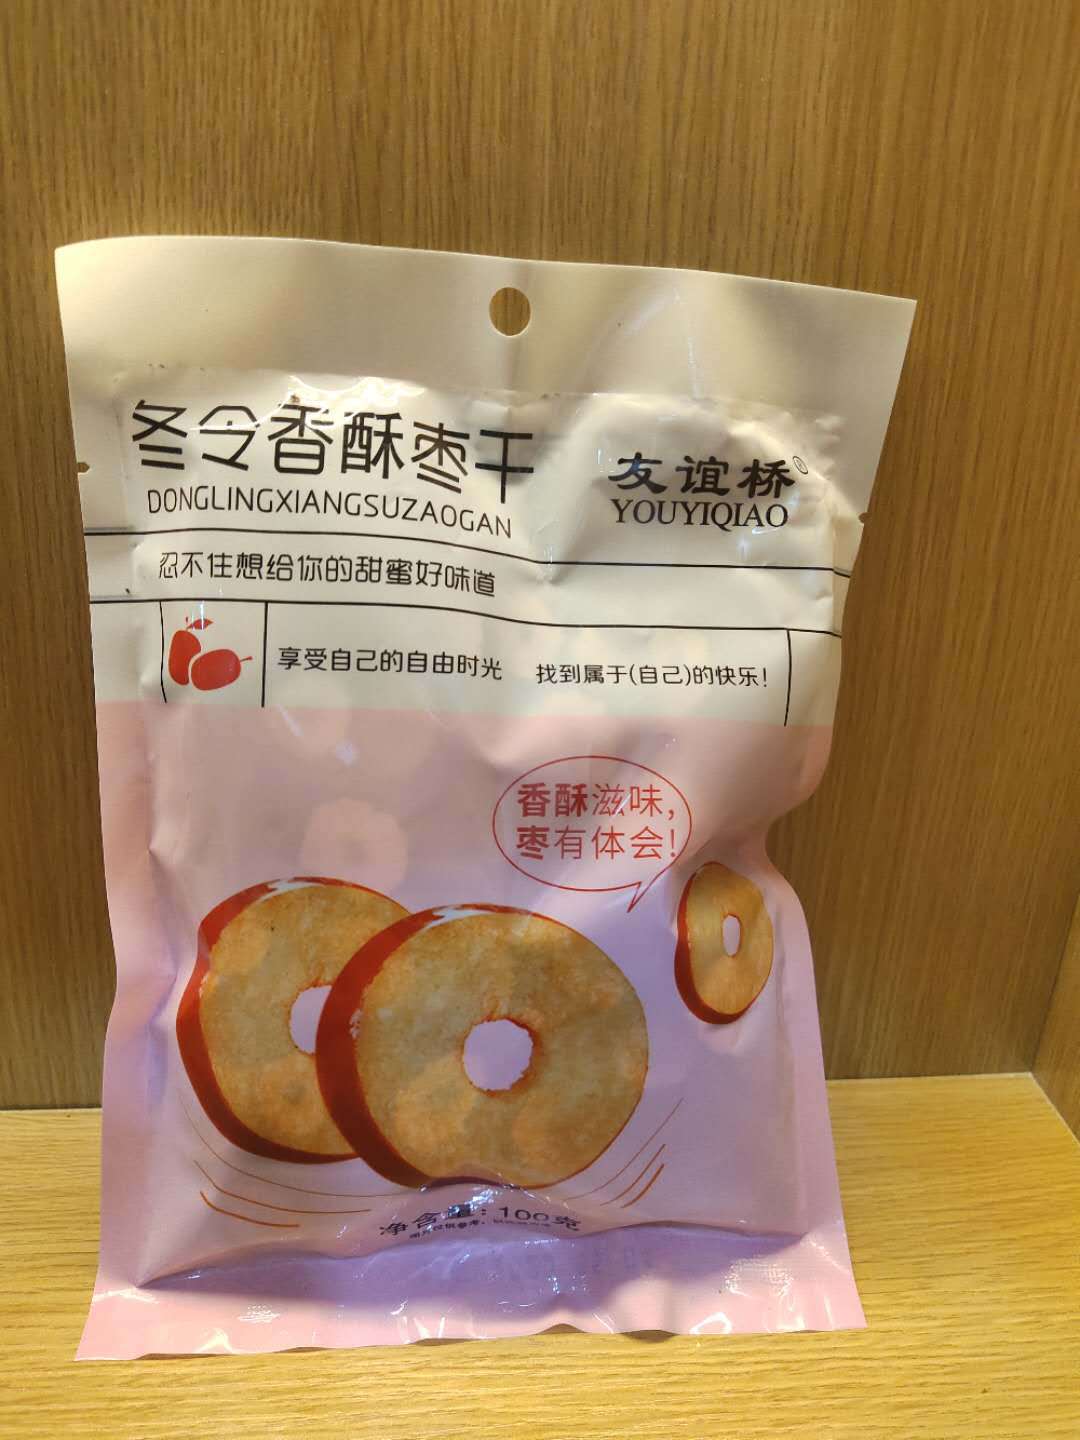 冬令香酥枣干
DONGLINGXIANGSUZAOGAN
友谊桥®
YOUYIQIAO
忍不住想给你的甜蜜好味道
享受自己的自由时光 找到属于(自己)的快乐!
香酥滋味,
枣有体会!
净含量: 100克